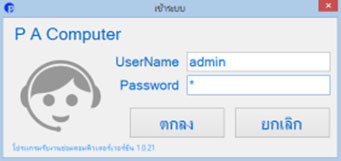 เข้าระบบ
P A Computer
UserName admin
Password *
ตกลง ยกเลิก
โปรแกรมรับงานซ่อมคอมพิวเตอร์เวอร์ชั่น 1.0.21